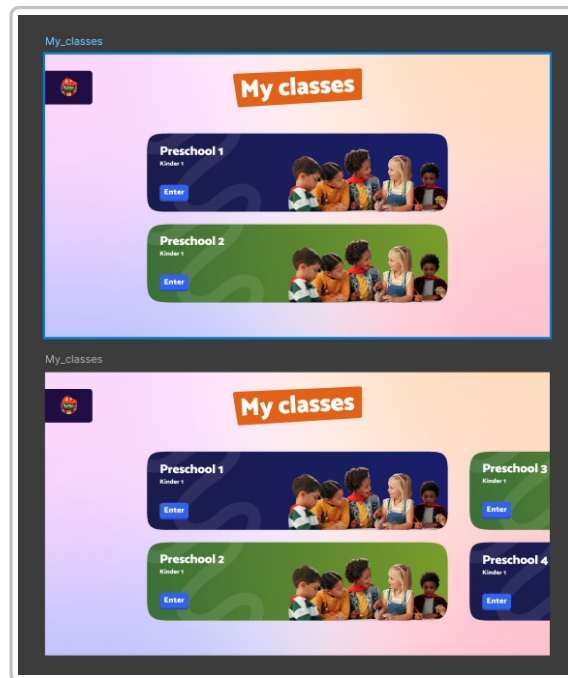 My_classes
My classes
Preschool 1
Kinder 1
Enter
Preschool 2
Kinder 1
Enter
My_classes
My classes
Preschool 1
Kinder 1
Enter
Preschool 3
Kinder 1
Enter
Preschool 2
Kinder 1
Enter
Preschool 4
Kinder 1
Enter